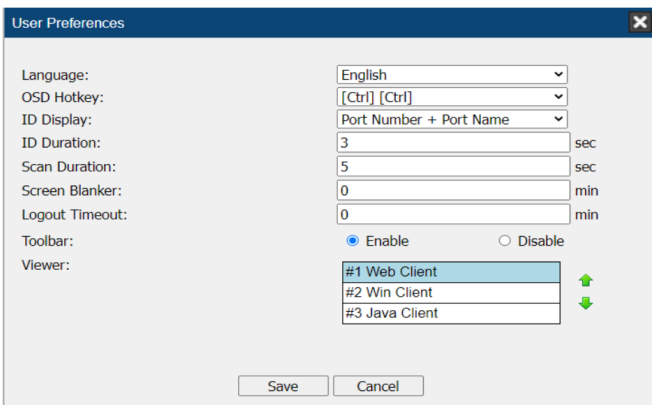 User Preferences
Language: English
OSD Hotkey: [Ctrl] [Ctrl]
ID Display: Port Number + Port Name
ID Duration: 3 sec
Scan Duration: 5 sec
Screen Blanker: 0 min
Logout Timeout: 0 min
Toolbar: Enable Disable
Viewer: #1 Web Client
#2 Win Client
#3 Java Client
Save Cancel